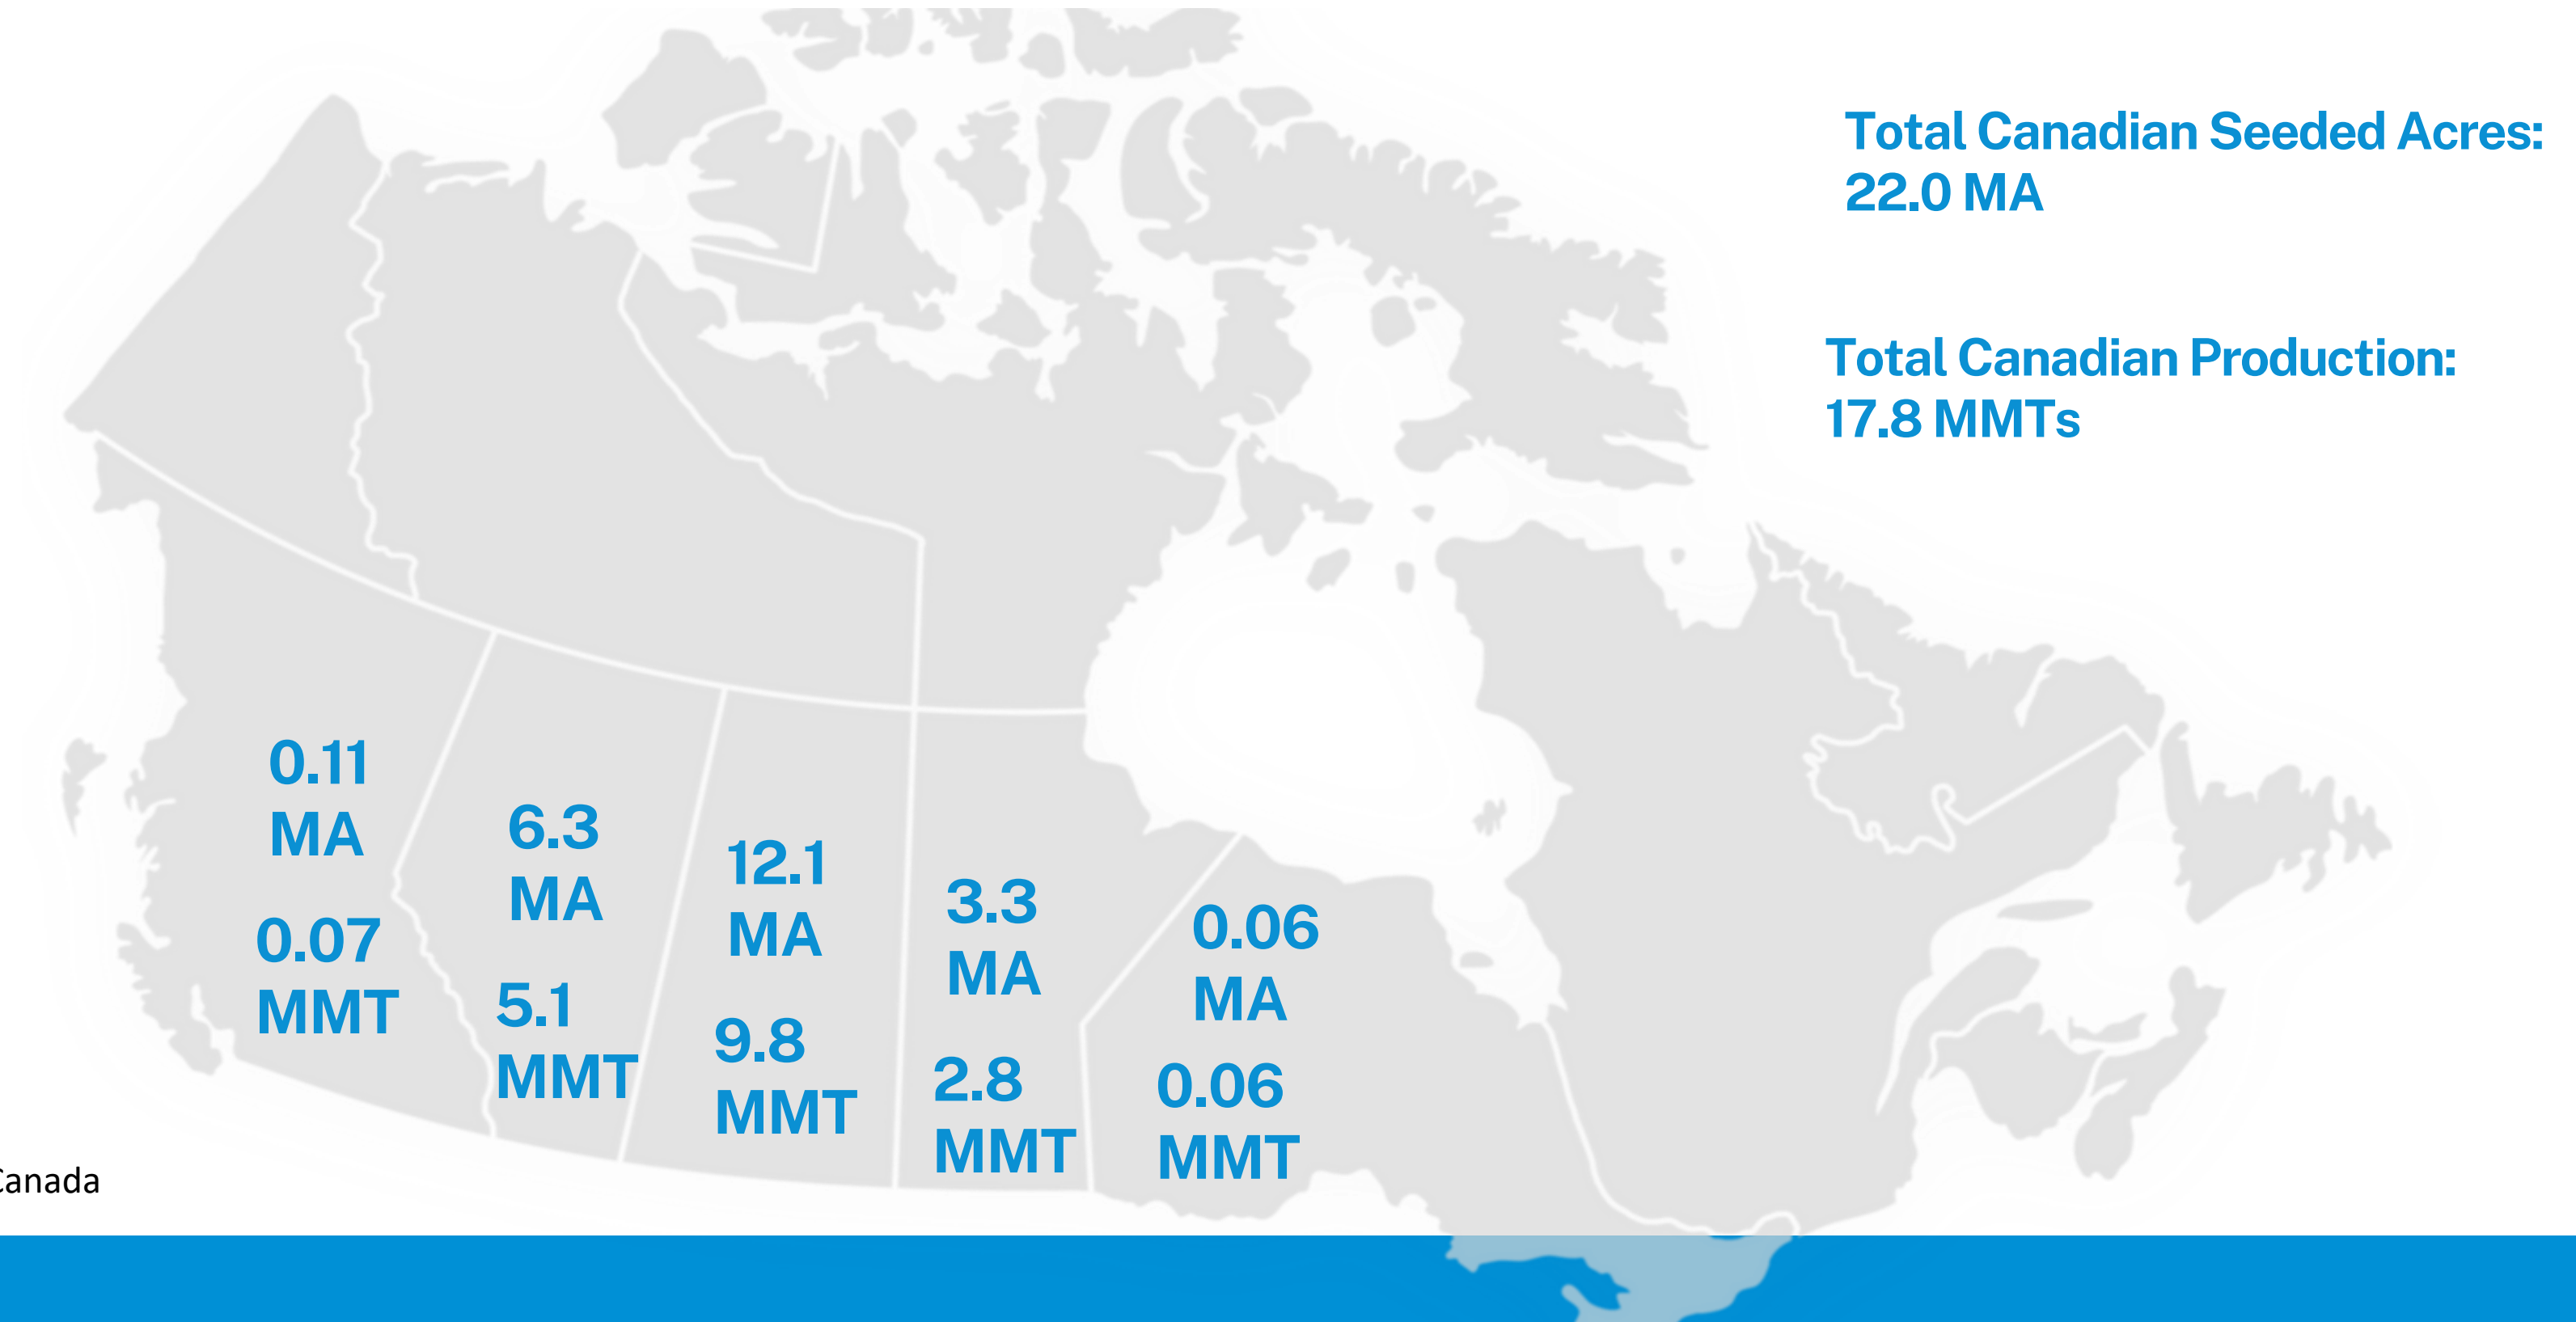 Total Canadian Seeded Acres:
22.0 MA
Total Canadian Production:
17.8 MMTs
0.11
MA
0.07
MMT
6.3
MA
5.1
MMT
12.1
MA
9.8
MMT
3.3
MA
2.8
MMT
0.06
MA
0.06
MMT
Canada